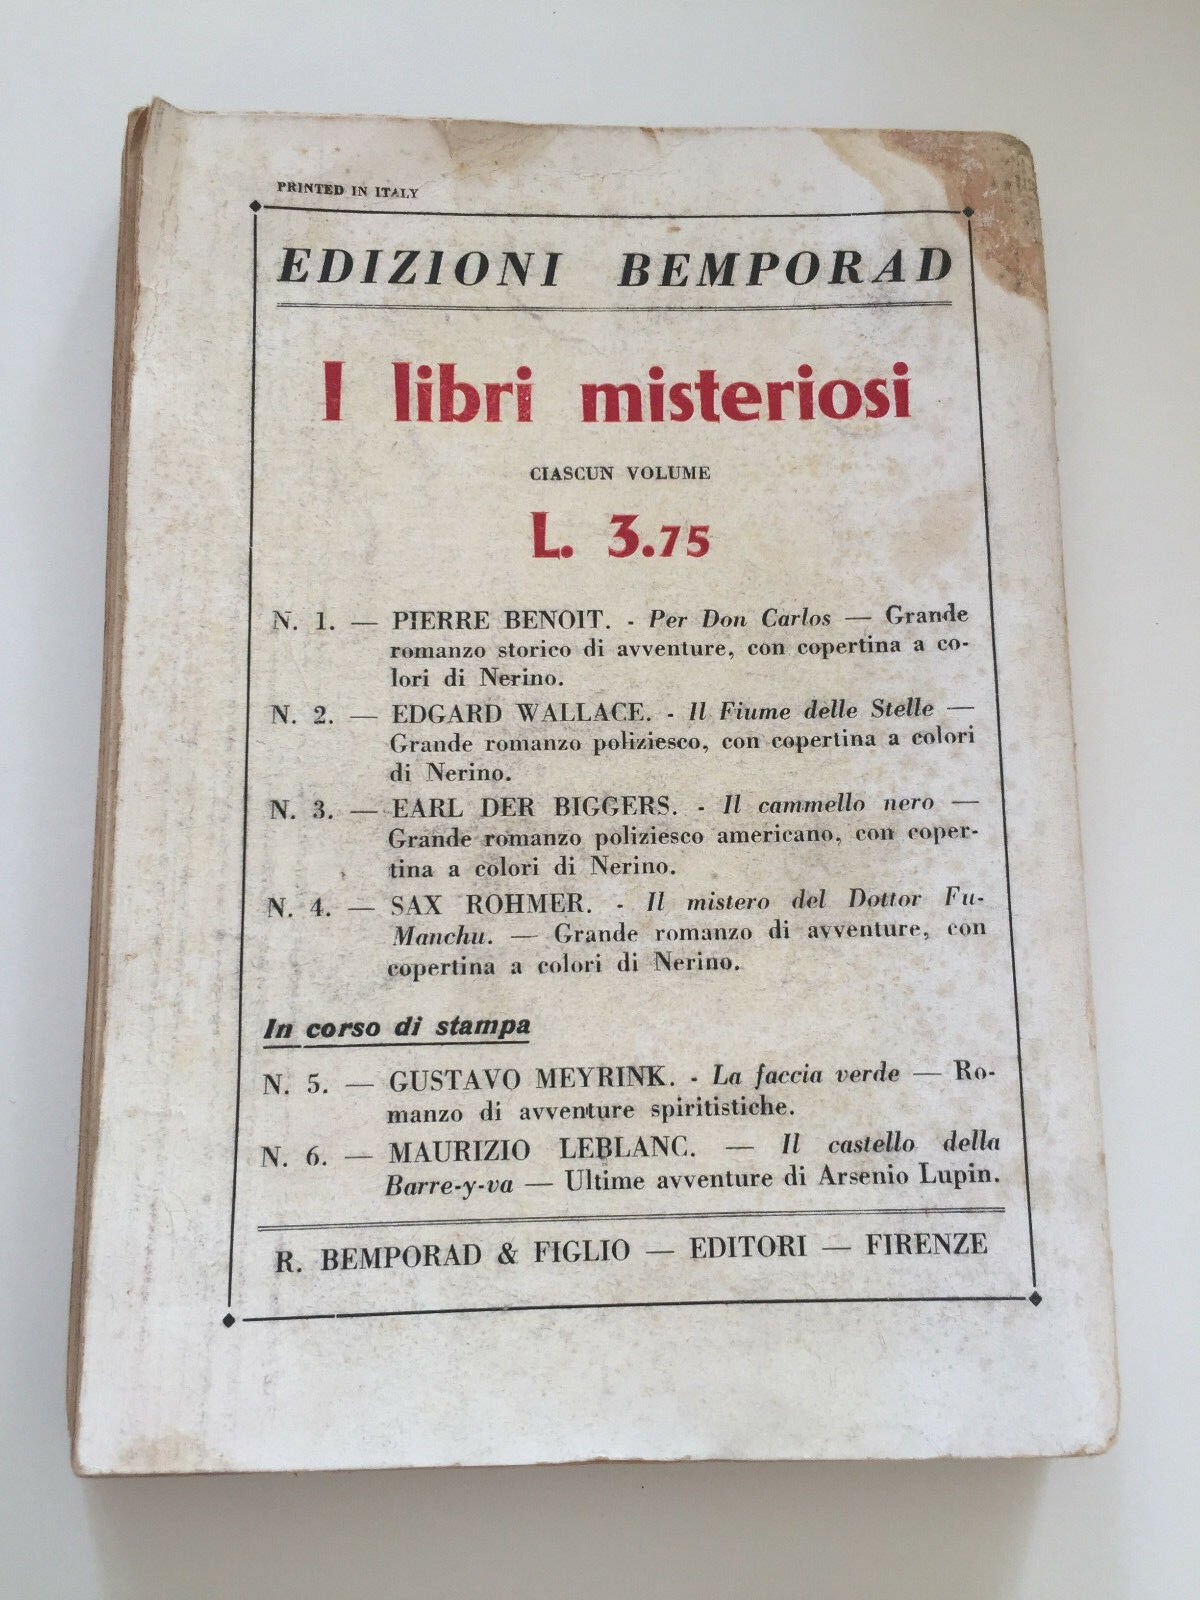 PRINTED IN ITALY
EDIZIONI BEMPORAD
I libri misteriosi
CIASCUN VOLUME
L. 3.75
N. 1. — PIERRE BENOIT. - Per Don Carlos — Grande
romanzo storico di avventure, con copertina a co-
lori di Nerino.
N. 2. — EDGARD WALLACE. - Il Fiume delle Stelle —
Grande romanzo poliziesco, con copertina a colori
di Nerino.
N. 3. — EARL DER BIGGERS. - Il cammello nero —
Grande romanzo poliziesco americano, con coper-
tina a colori di Nerino.
N. 4. — SAX ROHMER. - Il mistero del Dottor Fu-
Manchu. — Grande romanzo di avventure, con
copertina a colori di Nerino.
In corso di stampa
N. 5. — GUSTAVO MEYRINK. - La faccia verde — Ro-
manzo di avventure spiritistiche.
N. 6. — MAURIZIO LEBLANC. — Il castello della
Barre-y-va — Ultime avventure di Arsenio Lupin.
R. BEMPORAD & FIGLIO — EDITORI — FIRENZE